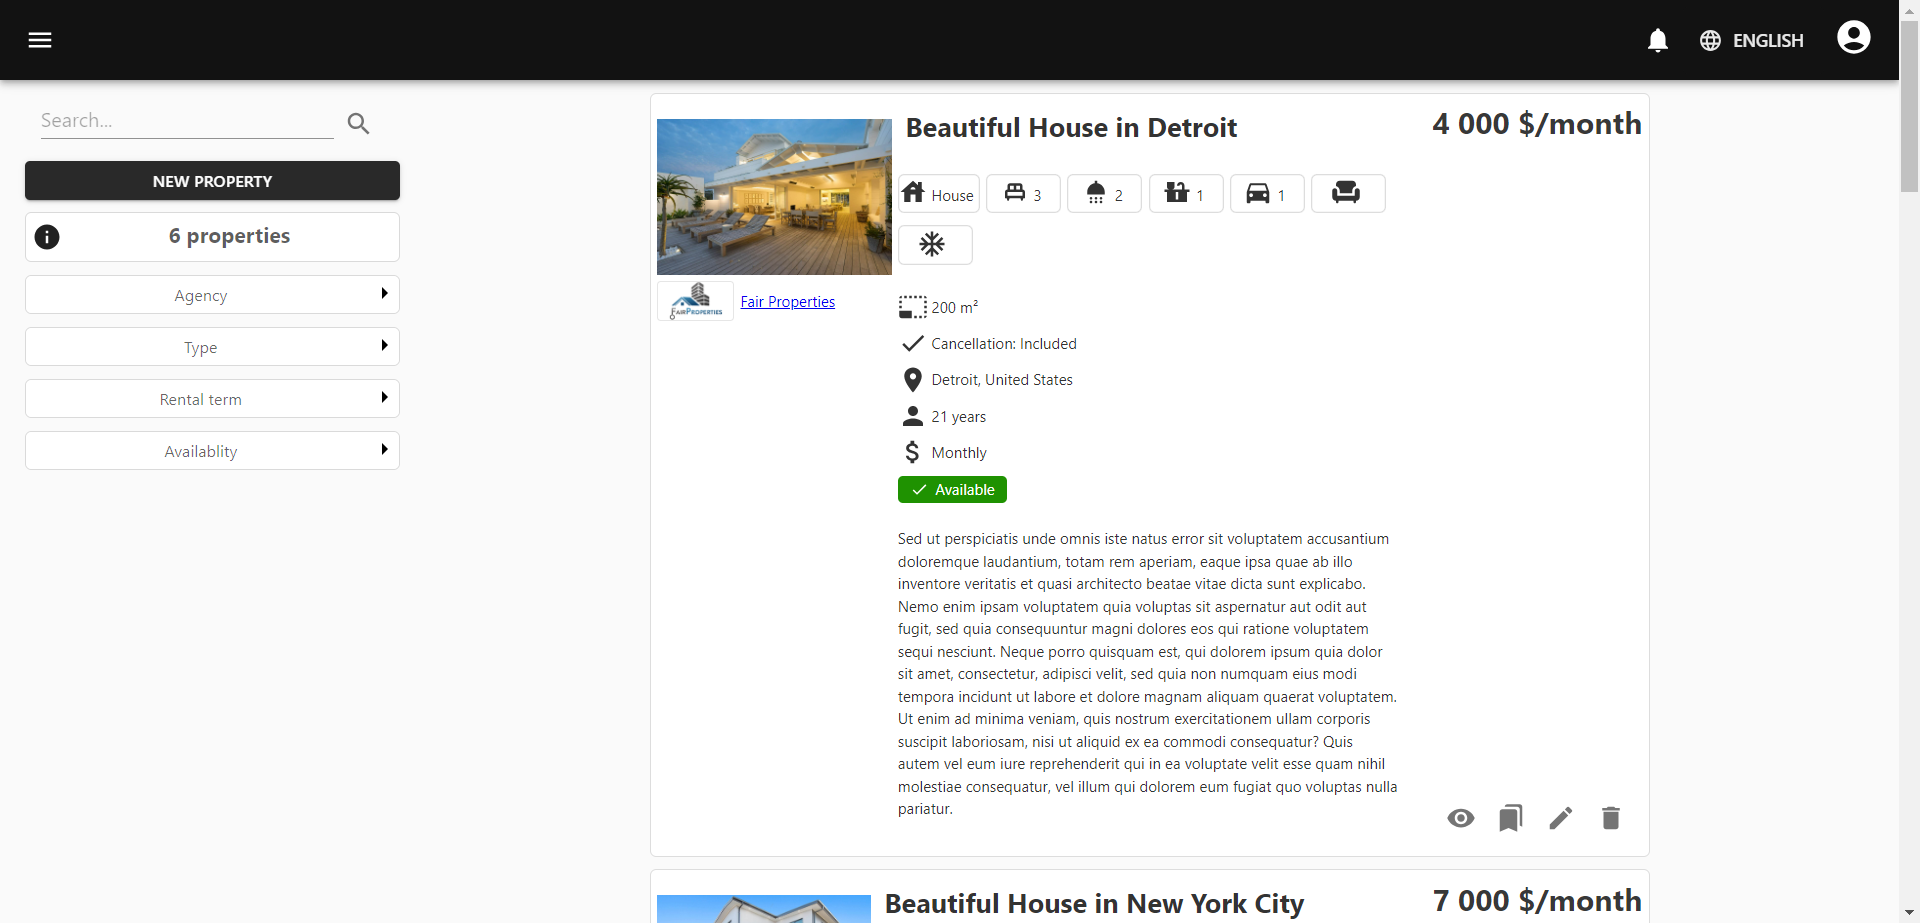 ENGLISH
Search...
NEW PROPERTY
6 properties
Agency
Type
Rental term
Availablity
Beautiful House in Detroit
4 000 $/month
House
3
2
1
1
FAIRPROPERTIES
Fair Properties
200 m²
Cancellation: Included
Detroit, United States
21 years
Monthly
Available
Sed ut perspiciatis unde omnis iste natus error sit voluptatem accusantium
doloremque laudantium, totam rem aperiam, eaque ipsa quae ab illo
inventore veritatis et quasi architecto beatae vitae dicta sunt explicabo.
Nemo enim ipsam voluptatem quia voluptas sit aspernatur aut odit aut
fugit, sed quia consequuntur magni dolores eos qui ratione voluptatem
sequi nesciunt. Neque porro quisquam est, qui dolorem ipsum quia dolor
sit amet, consectetur, adipisci velit, sed quia non numquam eius modi
tempora incidunt ut labore et dolore magnam aliquam quaerat voluptatem.
Ut enim ad minima veniam, quis nostrum exercitationem ullam corporis
suscipit laboriosam, nisi ut aliquid ex ea commodi consequatur? Quis
autem vel eum iure reprehenderit qui in ea voluptate velit esse quam nihil
molestiae consequatur, vel illum qui dolorem eum fugiat quo voluptas nulla
pariatur.
Beautiful House in New York City
7 000 $/month